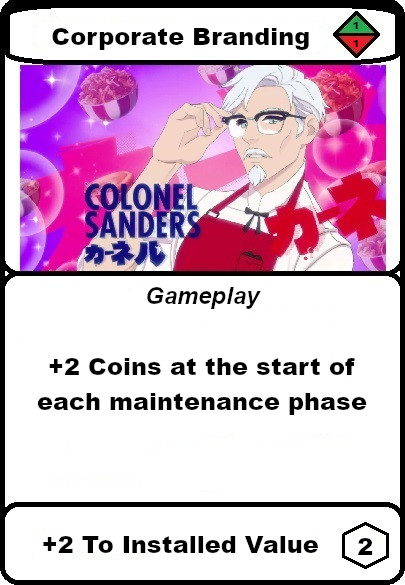 Corporate Branding
1
1
COLONEL
SANDERS
カーネル
カーネ
Gameplay
+2 Coins at the start of
each maintenance phase
+2 To Installed Value
2